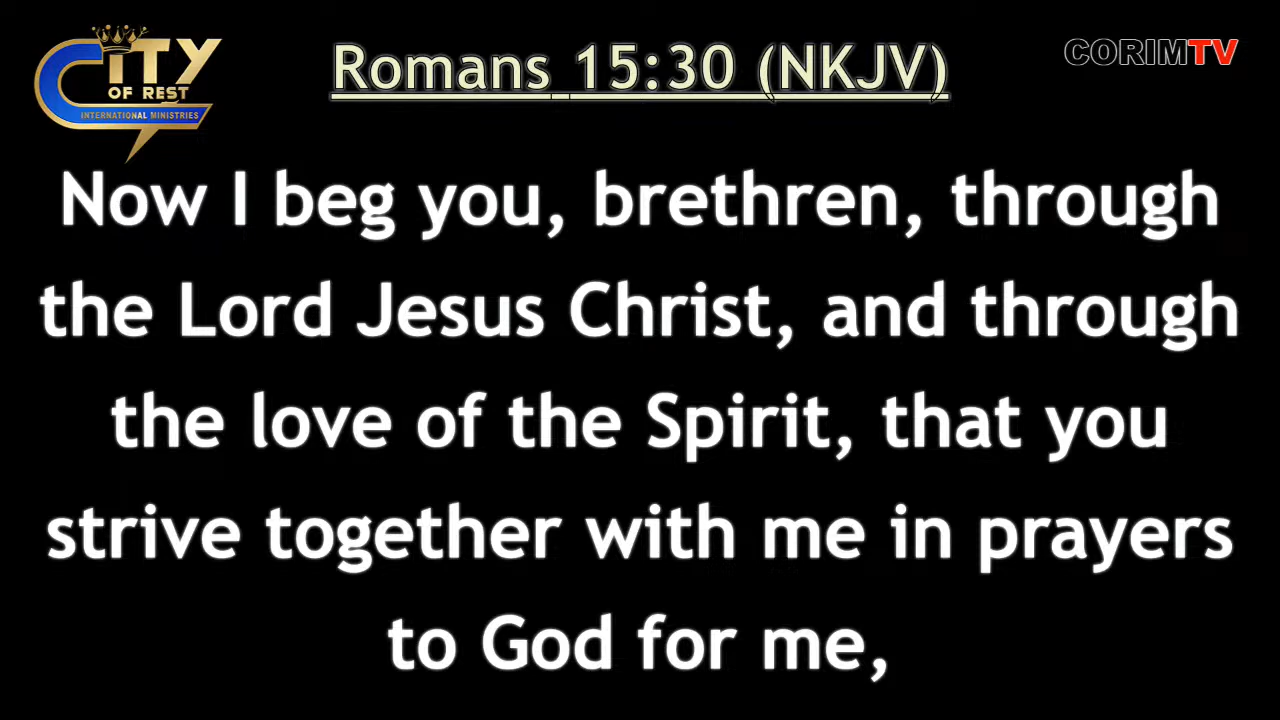 CiTY
OF REST
INTERNATIONAL MINISTRIES
Romans 15:30 (NKJV)
CORIMTV
Now I beg you, brethren, through
the Lord Jesus Christ, and through
the love of the Spirit, that you
strive together with me in prayers
to God for me,